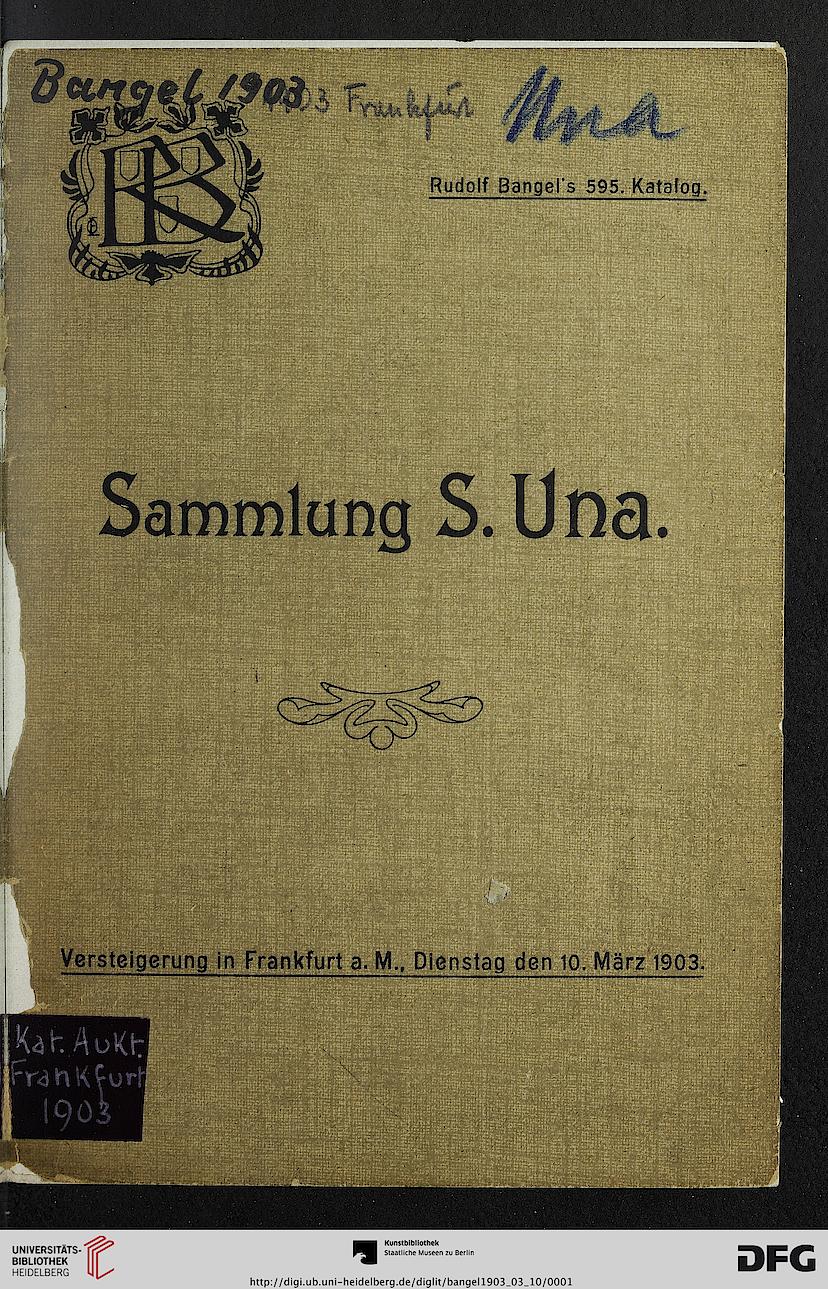 Bangel 1903
03 Frankfurt
Una
RB
Rudolf Bangel's 595. Katalog.
Sammlung S. Una.
Versteigerung in Frankfurt a. M., Dienstag den 10. März 1903.
Kat. Aukt.
Frankfurt
1903
UNIVERSITÄTS-
BIBLIOTHEK
HEIDELBERG
Kunstbibliothek
Staatliche Museen zu Berlin
DFG
http://digi.ub.uni-heidelberg.de/diglit/bangel1903_03_10/0001